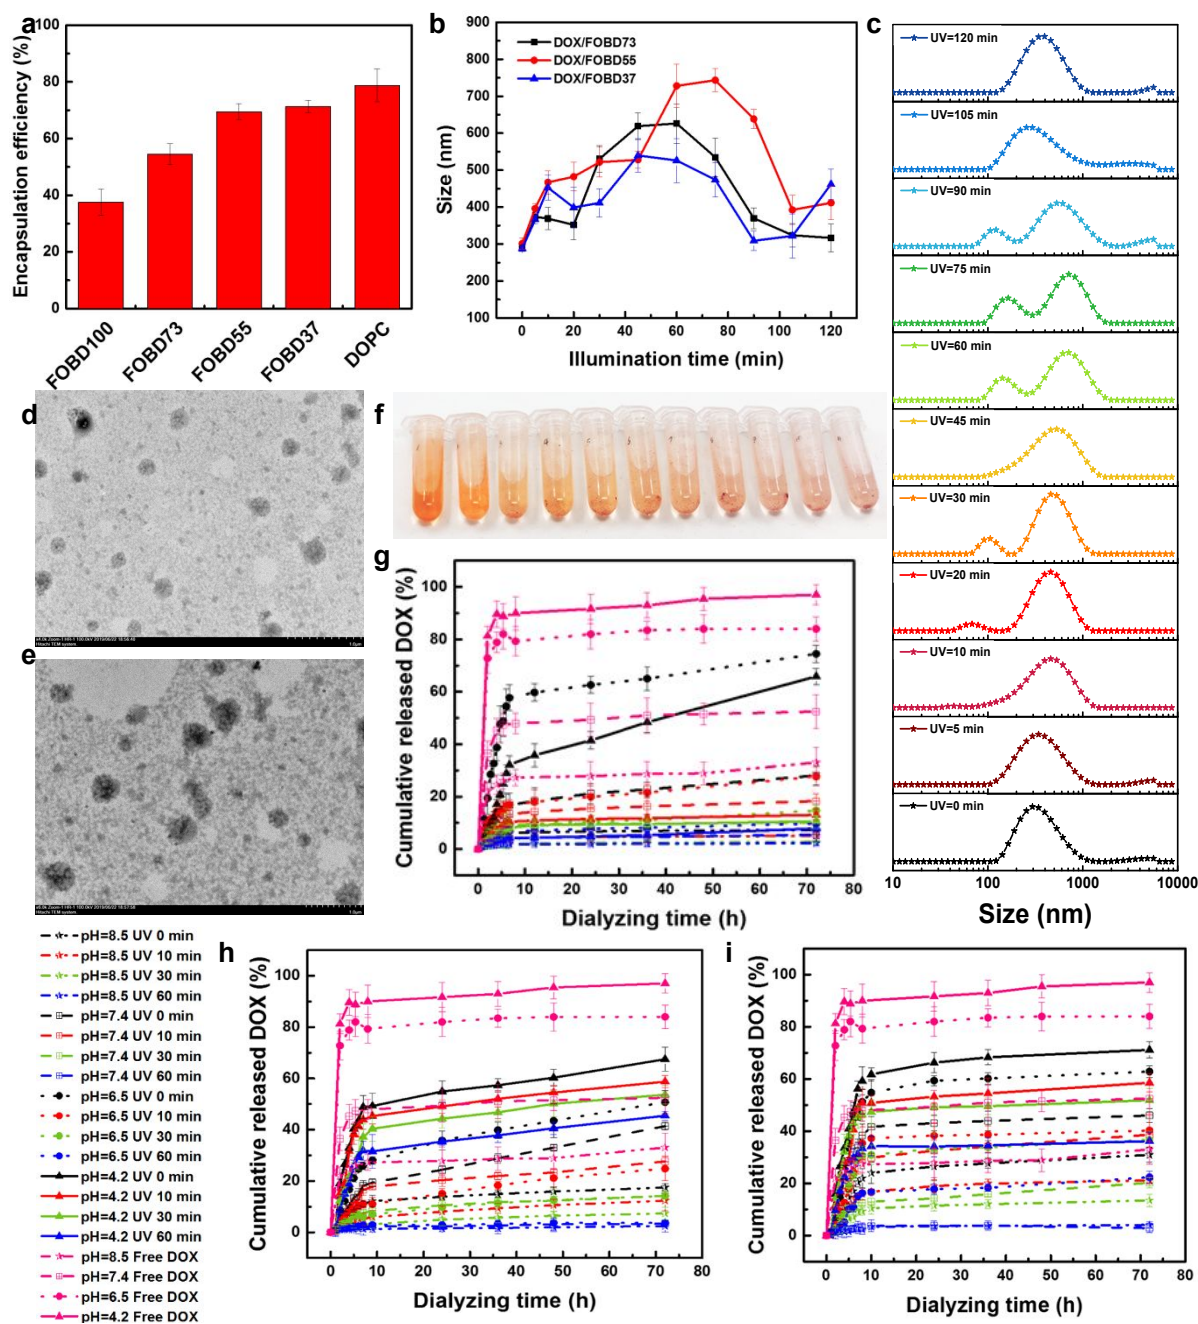 a
Encapsulation efficiency (%)
100
80
60
40
20
0
FOBD100
FOBD73
FOBD55
FOBD37
DOPC
b
Size (nm)
900
800
700
600
500
400
300
200
100
DOX/FOBD73
DOX/FOBD55
DOX/FOBD37
0 20 40 60 80 100 120
Illumination time (min)
c
UV=120 min
UV=105 min
UV=90 min
UV=75 min
UV=60 min
UV=45 min
UV=30 min
UV=20 min
UV=10 min
UV=5 min
UV=0 min
10 100 1000 10000
Size (nm)
d
e
f
g
Cumulative released DOX (%)
100
80
60
40
20
0
0 10 20 30 40 50 60 70 80
Dialyzing time (h)
pH=8.5 UV 0 min
pH=8.5 UV 10 min
pH=8.5 UV 30 min
pH=8.5 UV 60 min
pH=7.4 UV 0 min
pH=7.4 UV 10 min
pH=7.4 UV 30 min
pH=7.4 UV 60 min
pH=6.5 UV 0 min
pH=6.5 UV 10 min
pH=6.5 UV 30 min
pH=6.5 UV 60 min
pH=4.2 UV 0 min
pH=4.2 UV 10 min
pH=4.2 UV 30 min
pH=4.2 UV 60 min
pH=8.5 Free DOX
pH=7.4 Free DOX
pH=6.5 Free DOX
pH=4.2 Free DOX
h
Cumulative released DOX (%)
100
80
60
40
20
0
0 10 20 30 40 50 60 70 80
Dialyzing time (h)
i
Cumulative released DOX (%)
100
80
60
40
20
0
0 10 20 30 40 50 60 70 80
Dialyzing time (h)